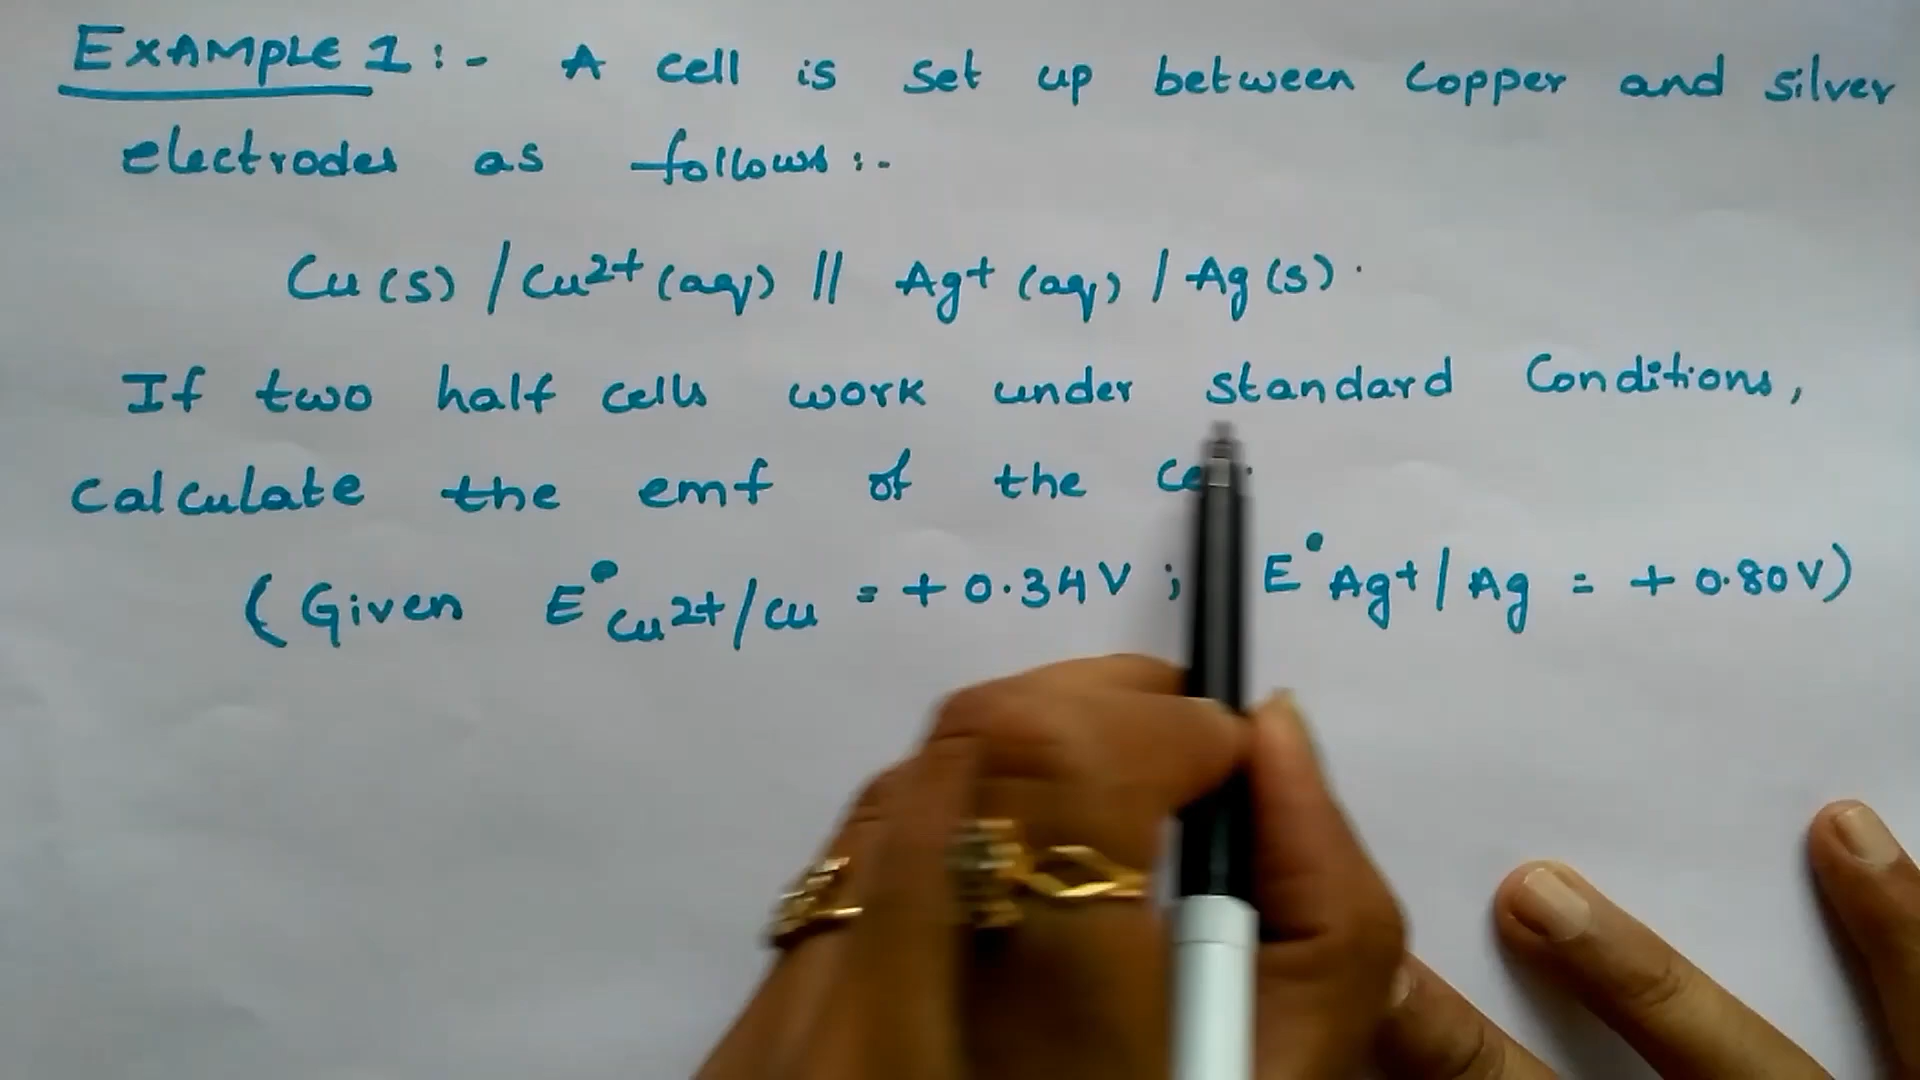 EXAMPLE 1:- A cell is set up between copper and silver
electrodes as follows:-
Cu(s) / Cu2+ (aq) // Ag+ (aq) / Ag(s).
If two half cells work under standard Conditions,
calculate the emf of the
(Given E°Cu2+/Cu = + 0.34V ; E°Ag+/Ag = + 0.80V)